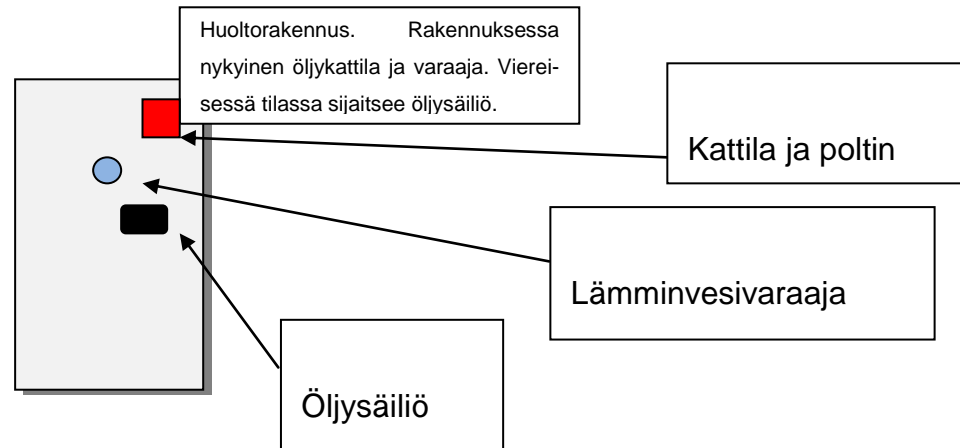 Huoltorakennus. Rakennuksessa
nykyinen öljykattila ja varaaja. Vierei-
sessä tilassa sijaitsee öljysäiliö.
Kattila ja poltin
Lämminvesivaraaja
Öljysäiliö